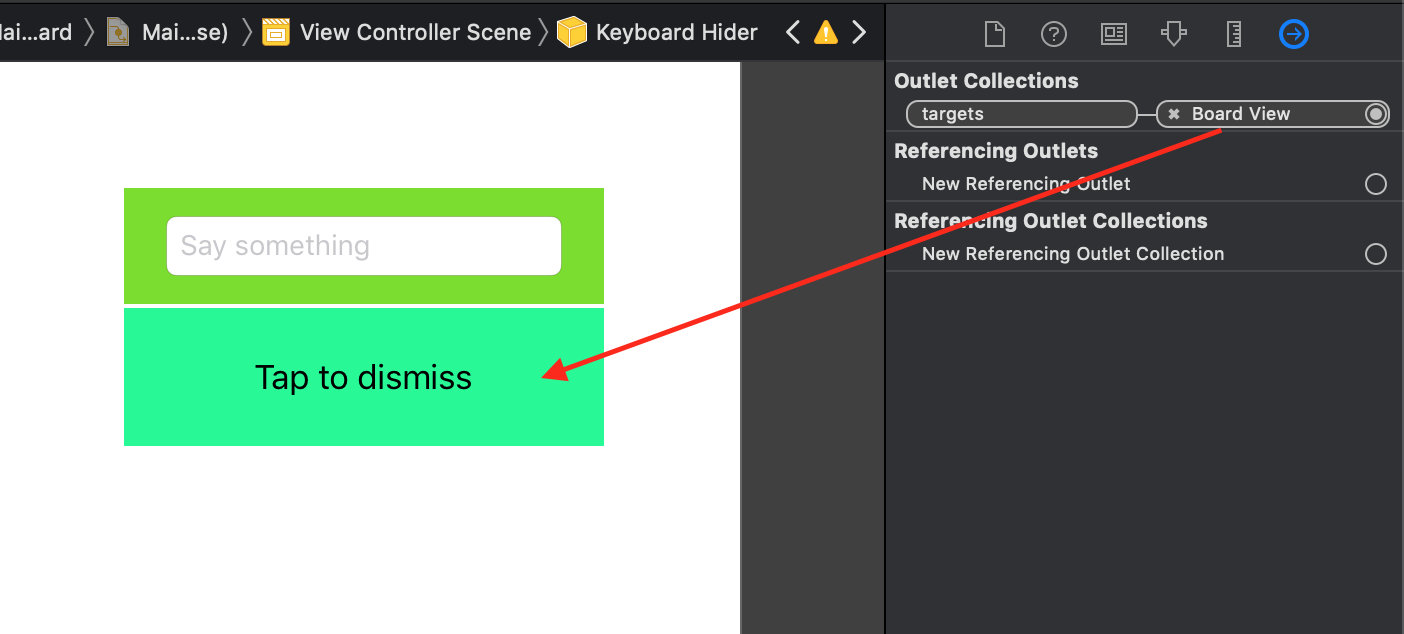 lai...ard 〉 Mai...se) 〉 View Controller Scene 〉 Keyboard Hider
Say something
Tap to dismiss
Outlet Collections
targets
Board View
Referencing Outlets
New Referencing Outlet
Referencing Outlet Collections
New Referencing Outlet Collection